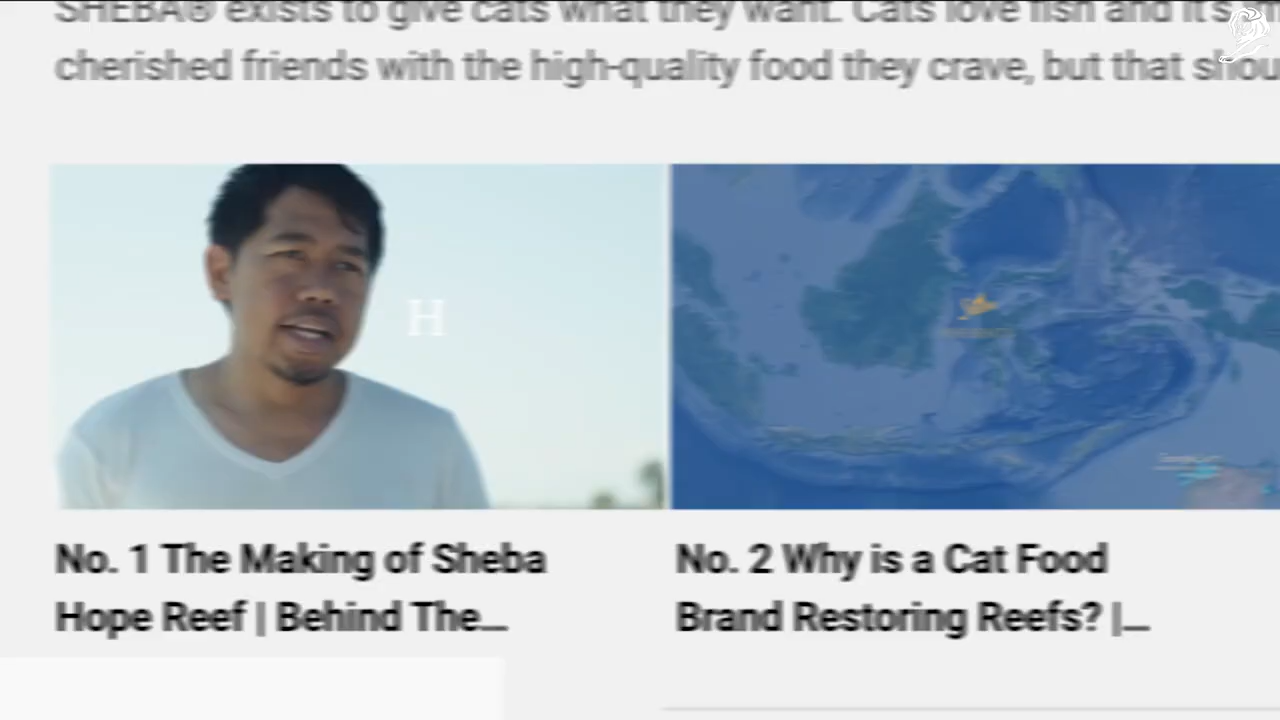 SHEBA® exists to give cats what they want. Cats love fish and it's
cherished friends with the high-quality food they crave, but that shou
H
No. 1 The Making of Sheba
Hope Reef | Behind The...
No. 2 Why is a Cat Food
Brand Restoring Reefs? |...